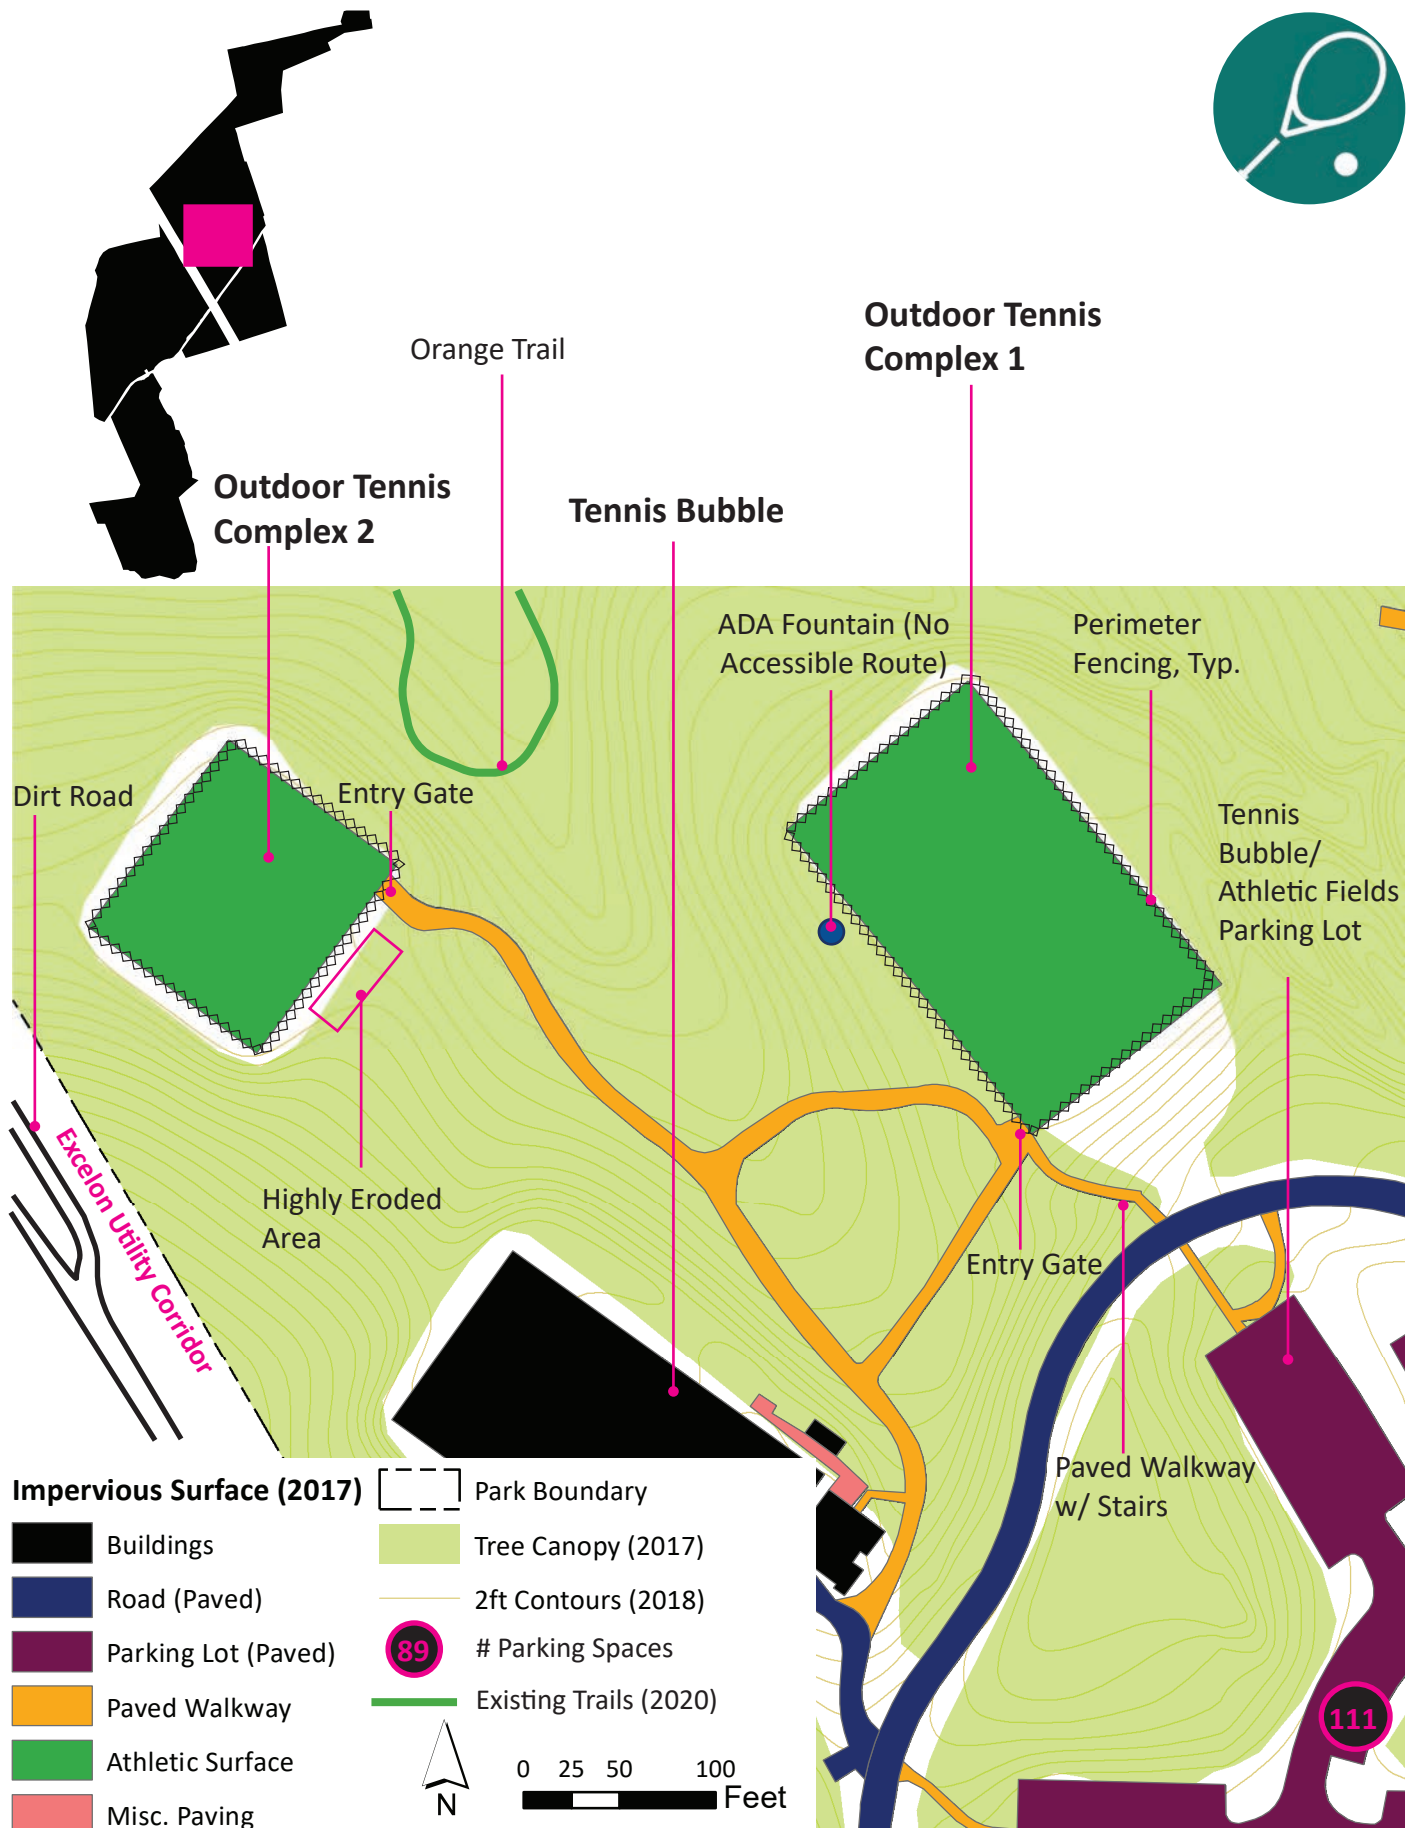 Outdoor Tennis
Complex 1
Orange Trail
Outdoor Tennis
Complex 2
Tennis Bubble
ADA Fountain (No
Accessible Route)
Perimeter
Fencing, Typ.
Dirt Road
Entry Gate
Tennis
Bubble/
Athletic Fields
Parking Lot
Excelon Utility Corridor
Highly Eroded
Area
Entry Gate
Paved Walkway
w/ Stairs
Impervious Surface (2017)
Buildings
Road (Paved)
Parking Lot (Paved)
Paved Walkway
Athletic Surface
Misc. Paving
Park Boundary
Tree Canopy (2017)
2ft Contours (2018)
89 # Parking Spaces
Existing Trails (2020)
N
0 25 50 100
Feet
111